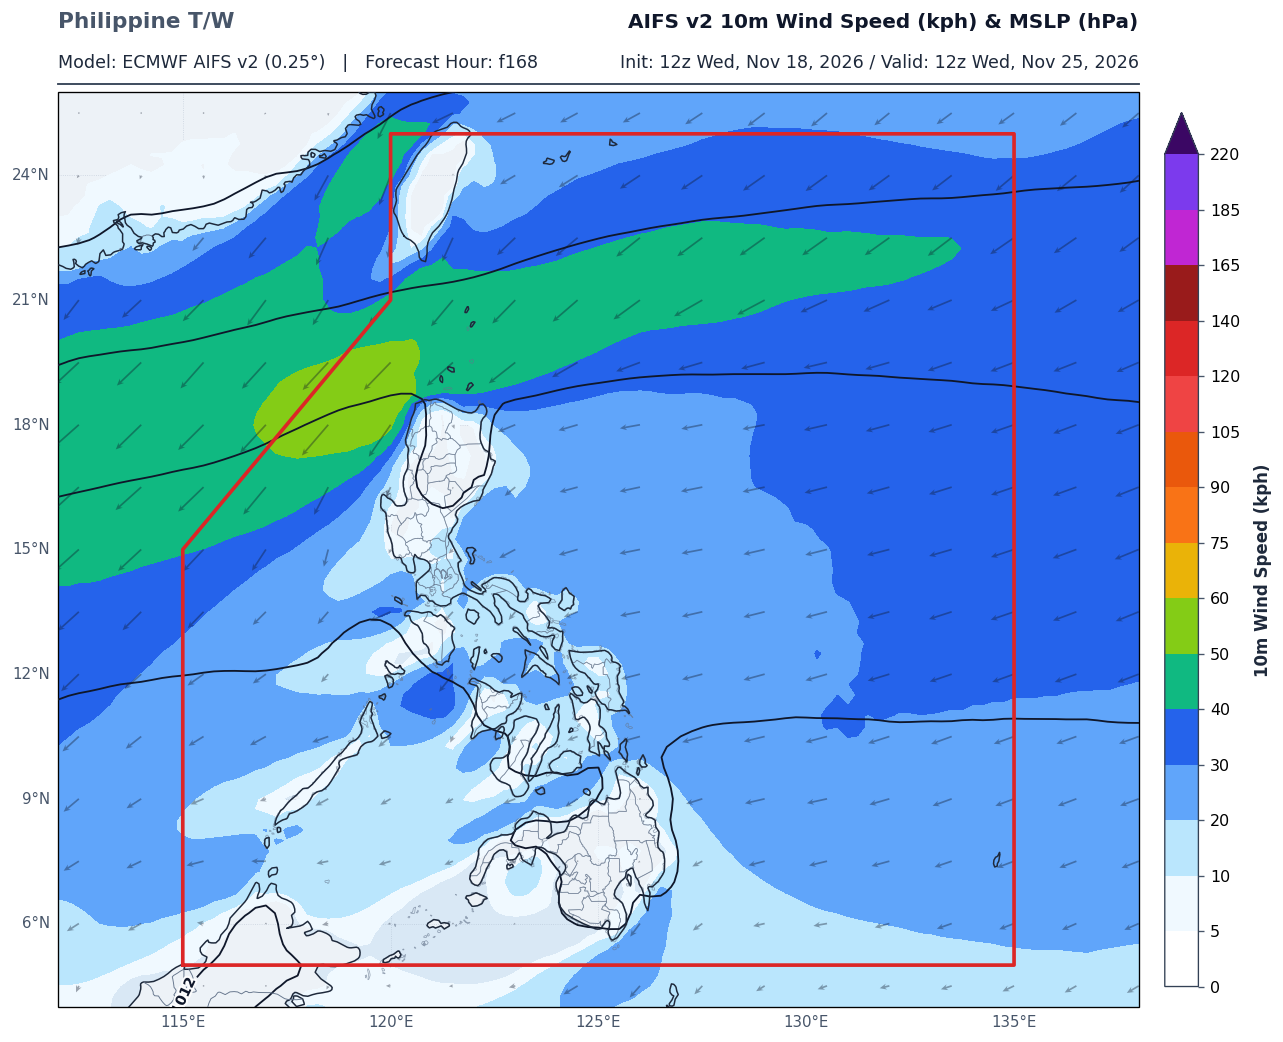 Philippine T/W
AIFS v2 10m Wind Speed (kph) & MSLP (hPa)
Model: ECMWF AIFS v2 (0.25°) | Forecast Hour: f168
Init: 12z Wed, Nov 18, 2026 / Valid: 12z Wed, Nov 25, 2026
24°N
21°N
18°N
15°N
12°N
9°N
6°N
115°E
120°E
125°E
130°E
135°E
220
185
165
140
120
105
90
75
60
50
40
30
20
10
5
0
10m Wind Speed (kph)
012